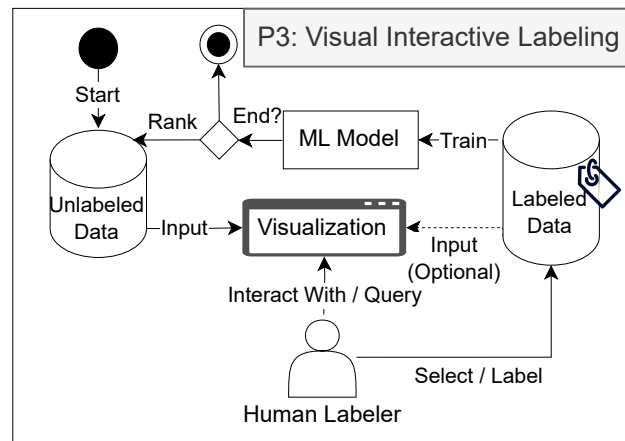 P3: Visual Interactive Labeling
Start
Rank
End?
ML Model
Train
Unlabeled
Data
Input
Visualization
Labeled
Data
Input
(Optional)
Interact With / Query
Select / Label
Human Labeler